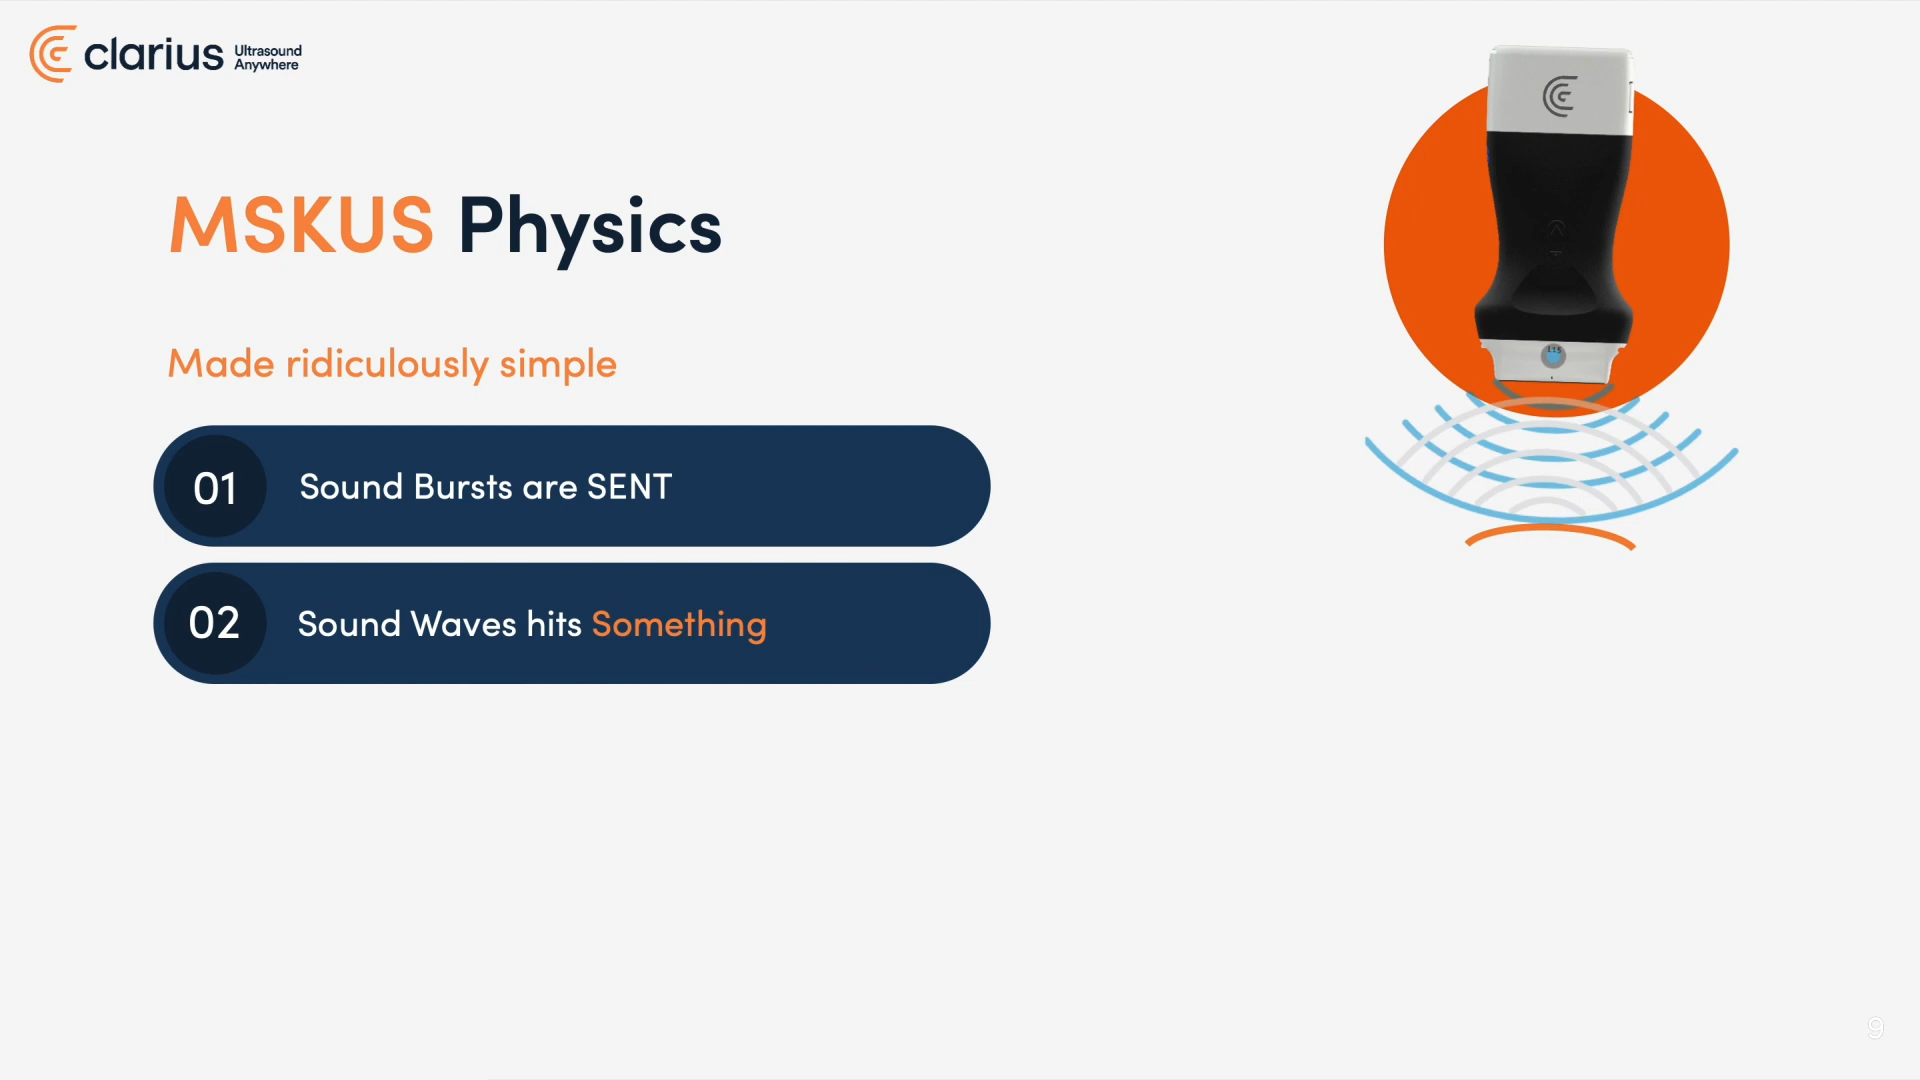 clarius Ultrasound
Anywhere
MSKUS Physics
Made ridiculously simple
01 Sound Bursts are SENT
02 Sound Waves hits Something
9